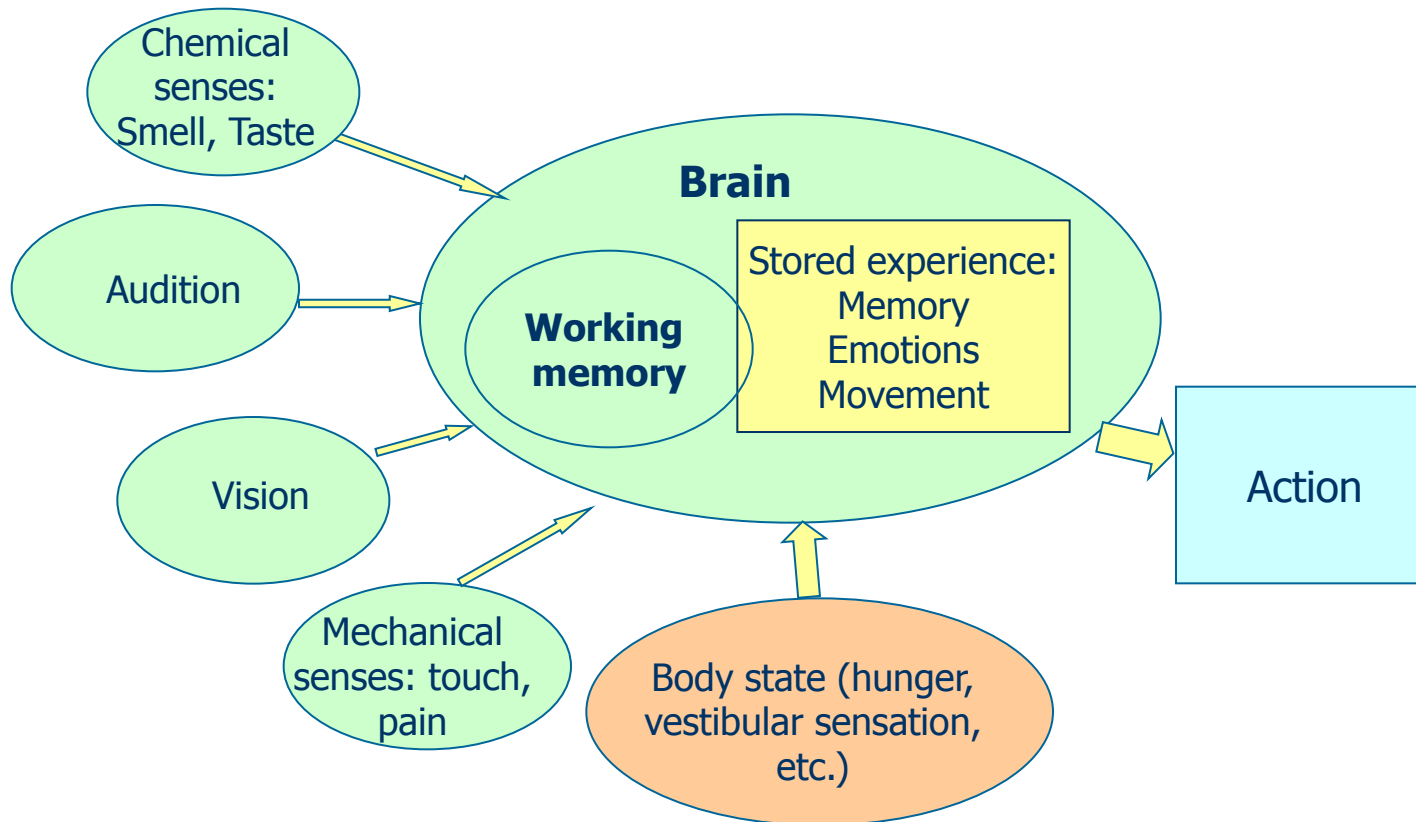 Chemical
senses:
Smell, Taste
Brain
Stored experience:
Memory
Emotions
Movement
Audition
Working
memory
Vision
Action
Mechanical
senses: touch,
pain
Body state (hunger,
vestibular sensation,
etc.)